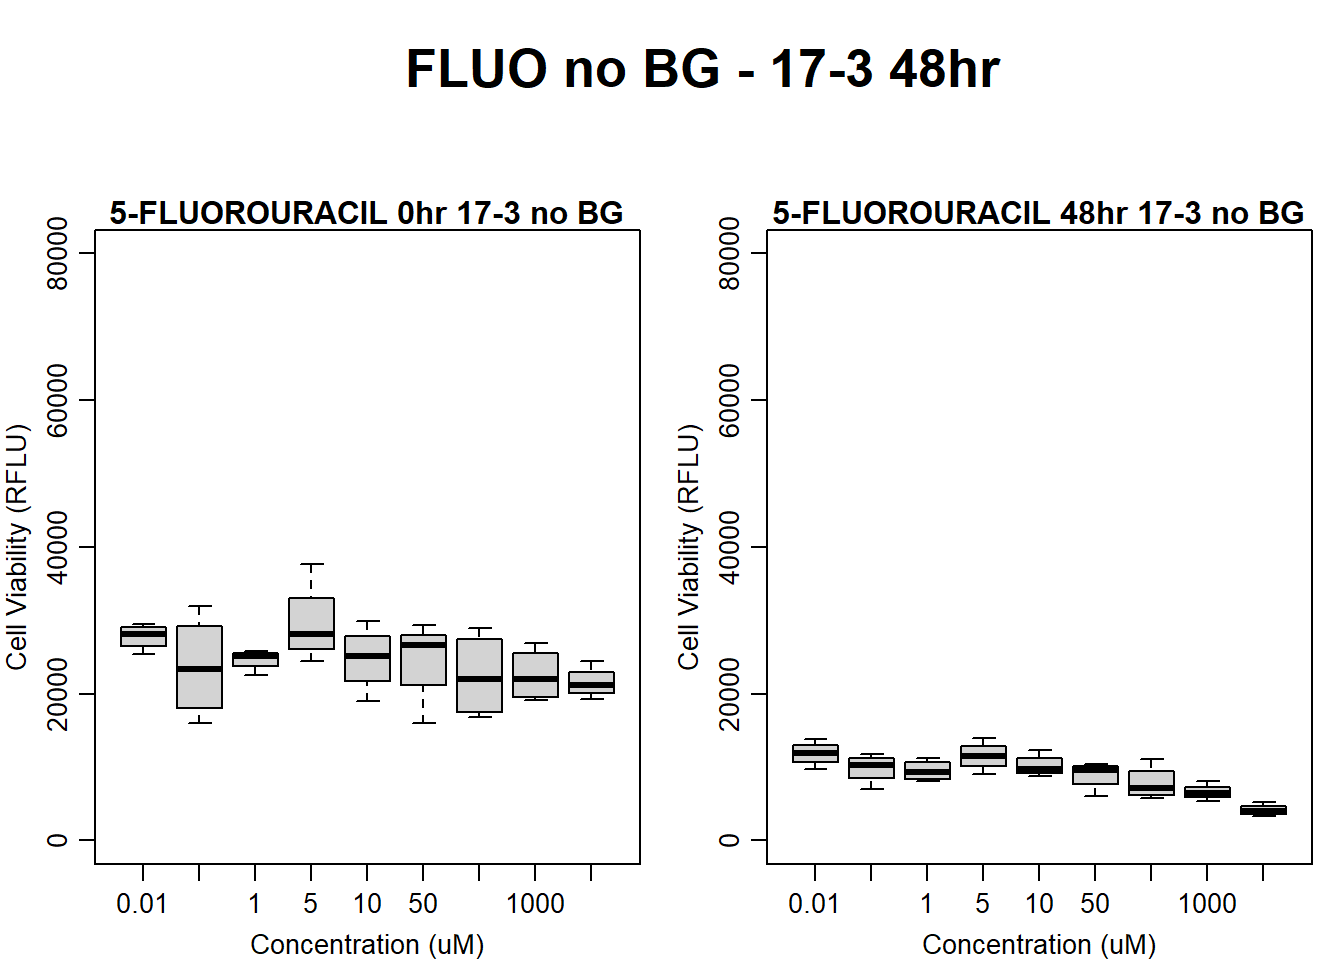 FLUO no BG - 17-3 48hr
5-FLUOROURACIL 0hr 17-3 no BG
80000
60000
40000
20000
0
Cell Viability (RFLU)
0.01 1 5 10 50 1000
Concentration (uM)
5-FLUOROURACIL 48hr 17-3 no BG
80000
60000
40000
20000
0
Cell Viability (RFLU)
0.01 1 5 10 50 1000
Concentration (uM)